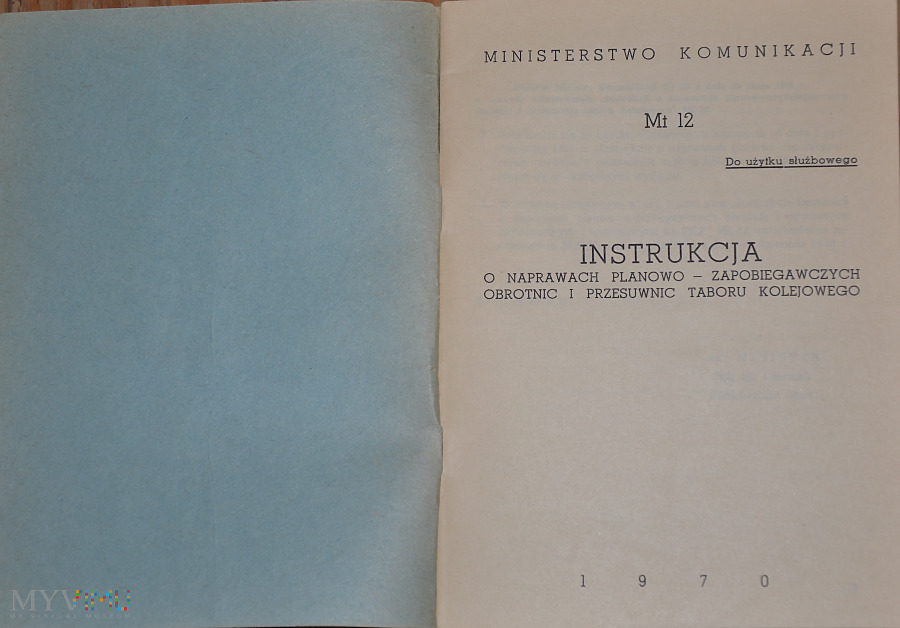 MINISTERSTWO KOMUNIKACJI
Mt 12
Do użytku służbowego
INSTRUKCJA
O NAPRAWACH PLANOWO – ZAPOBIEGAWCZYCH
OBROTNIC I PRZESUWNIC TABORU KOLEJOWEGO
1 9 7 0
MYVIMU